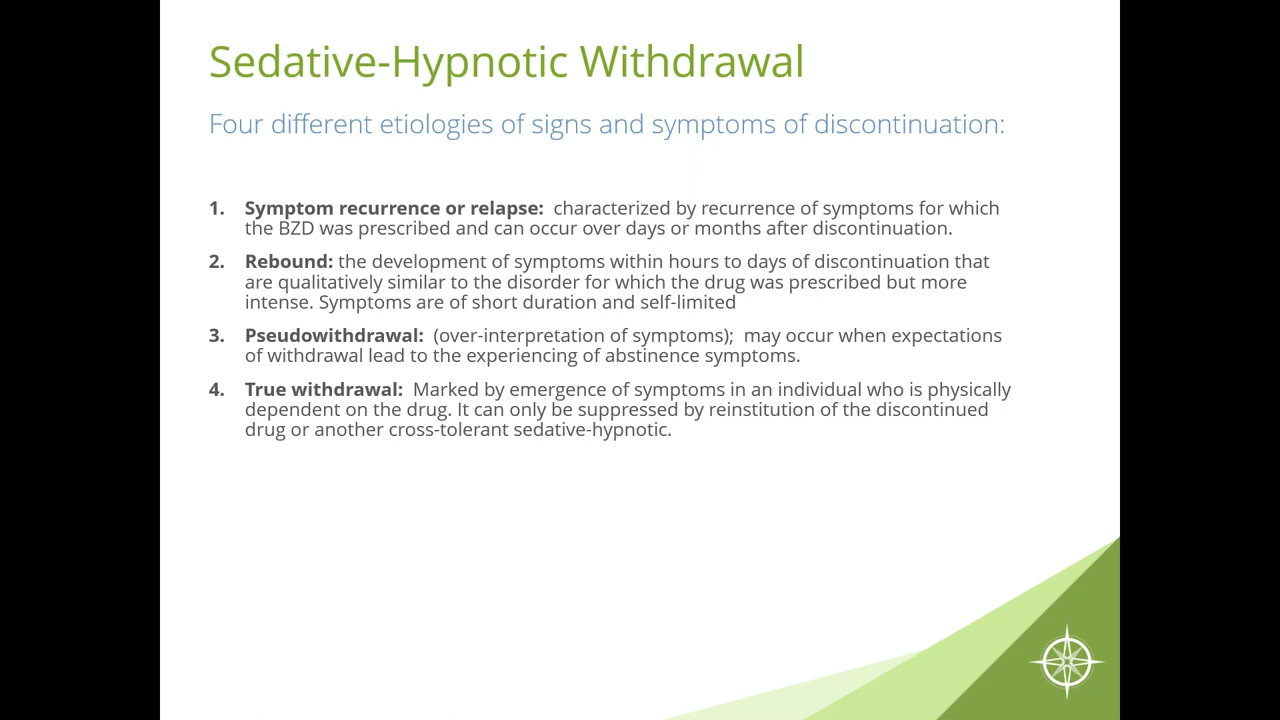 Sedative-Hypnotic Withdrawal
Four different etiologies of signs and symptoms of discontinuation:
1. Symptom recurrence or relapse:  characterized by recurrence of symptoms for which
the BZD was prescribed and can occur over days or months after discontinuation.
2. Rebound: the development of symptoms within hours to days of discontinuation that
are qualitatively similar to the disorder for which the drug was prescribed but more
intense. Symptoms are of short duration and self-limited
3. Pseudowithdrawal:  (over-interpretation of symptoms);  may occur when expectations
of withdrawal lead to the experiencing of abstinence symptoms.
4. True withdrawal:  Marked by emergence of symptoms in an individual who is physically
dependent on the drug. It can only be suppressed by reinstitution of the discontinued
drug or another cross-tolerant sedative-hypnotic.